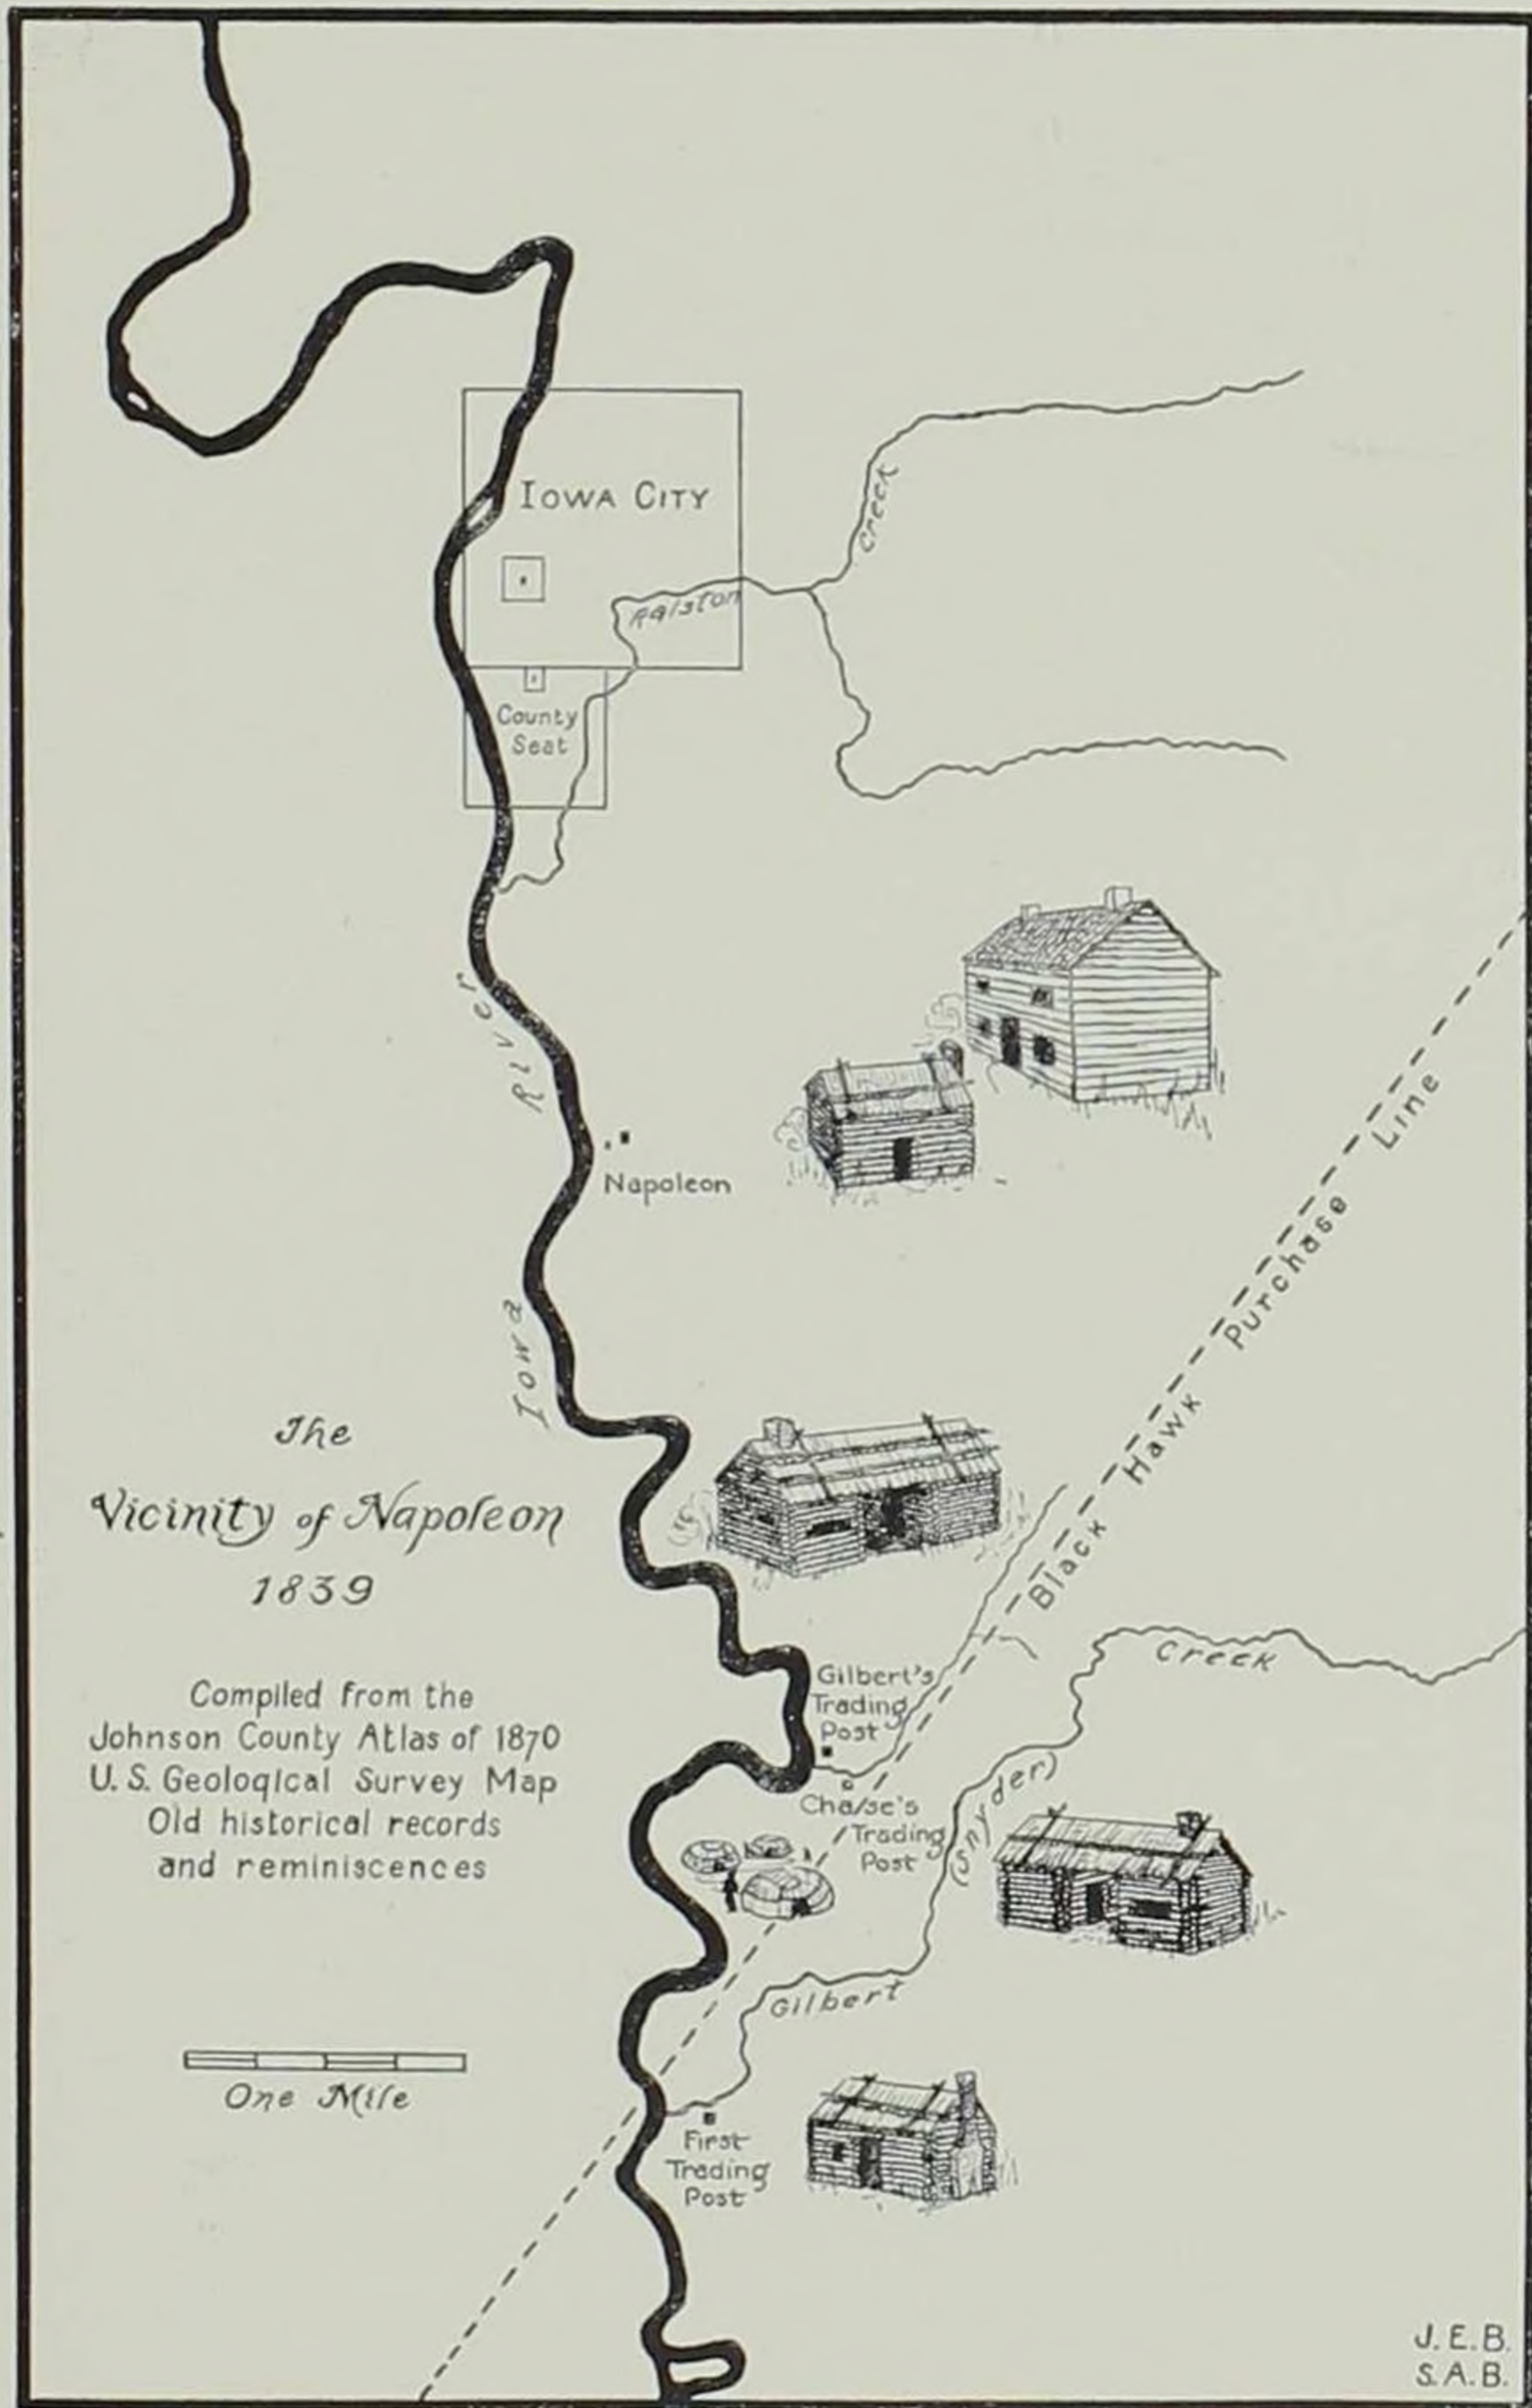 IOWA CITY
Creek
Ralston
County
Seat
River
Napoleon
Iowa
Black Hawk Purchase Line
The
Vicinity of Napoleon
1839
Compiled from the
Johnson County Atlas of 1870
U.S. Geological Survey Map
Old historical records
and reminiscences
One Mile
Gilbert's
Trading
Post
Chase's
Trading
Post
Creek
(Snyder)
Gilbert
First
Trading
Post
J.E.B.
S.A.B.